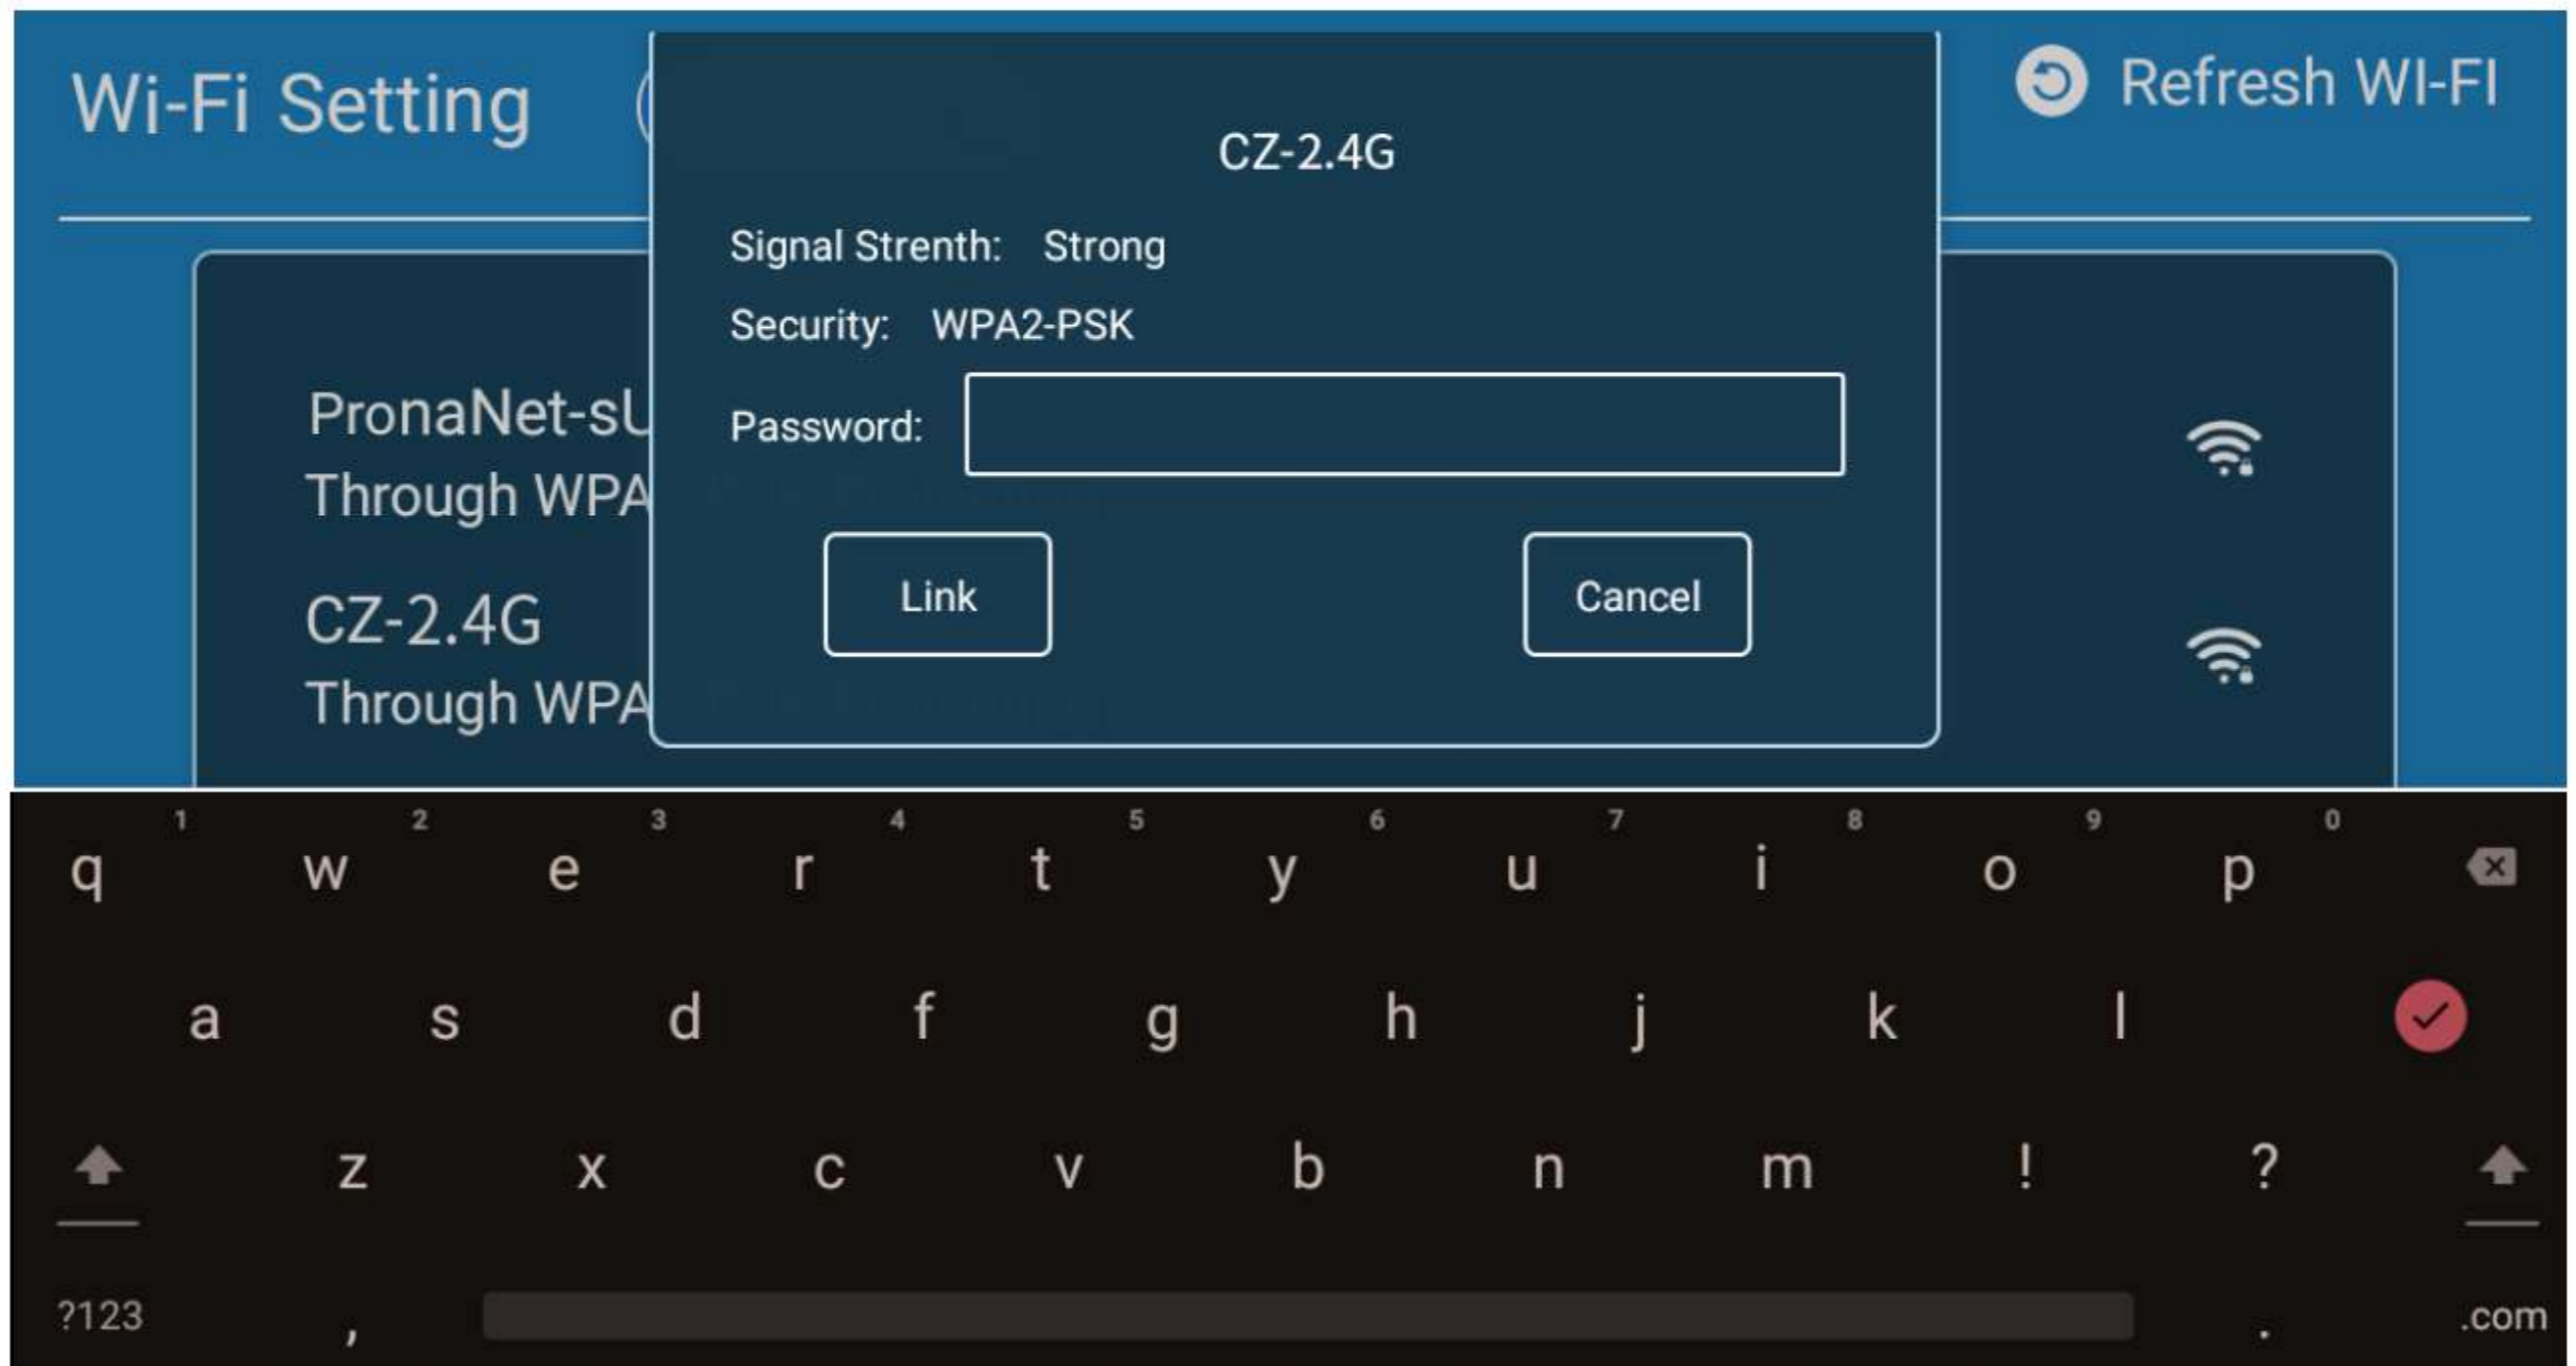 Wi-Fi Setting
Refresh WI-FI
CZ-2.4G
Signal Strenth: Strong
Security: WPA2-PSK
Password:
Link Cancel
PronaNet-sU
Through WPA
CZ-2.4G
Through WPA
1 2 3 4 5 6 7 8 9 0
q w e r t y u i o p
a s d f g h j k l
z x c v b n m ! ?
?123 , . .com